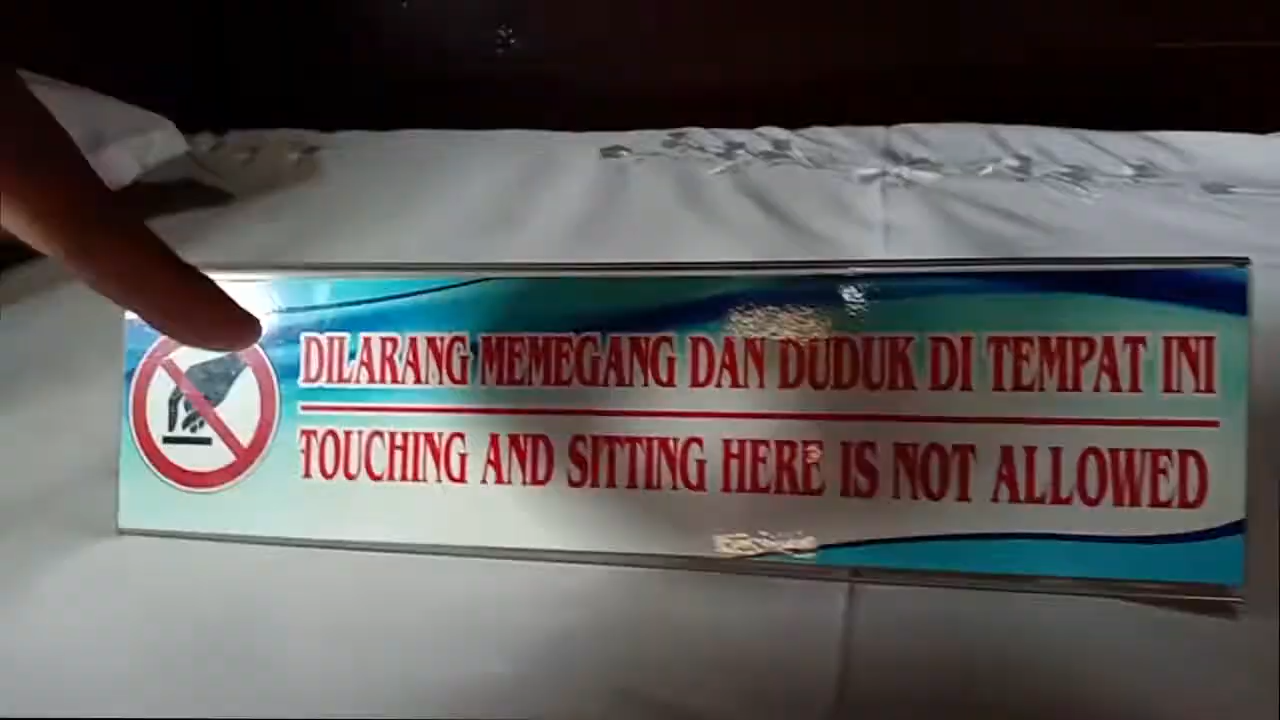 DILARANG MEMEGANG DAN DUDUK DI TEMPAT INI
TOUCHING AND SITTING HERE IS NOT ALLOWED